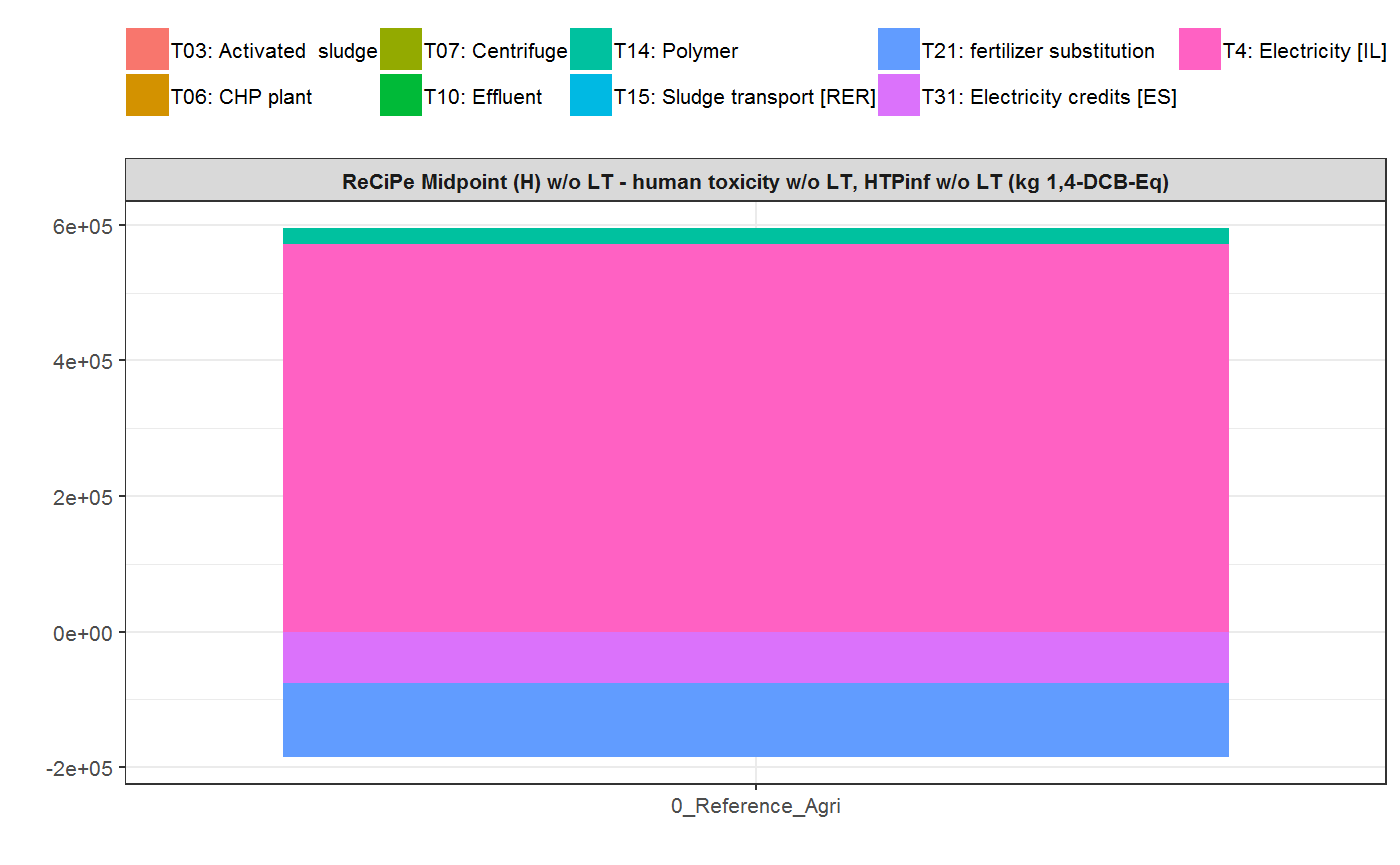 T03: Activated  sludge T07: Centrifuge T14: Polymer T21: fertilizer substitution T4: Electricity [IL]
T06: CHP plant T10: Effluent T15: Sludge transport [RER] T31: Electricity credits [ES]
ReCiPe Midpoint (H) w/o LT - human toxicity w/o LT, HTPinf w/o LT (kg 1,4-DCB-Eq)
6e+05
4e+05
2e+05
0e+00
-2e+05
0_Reference_Agri